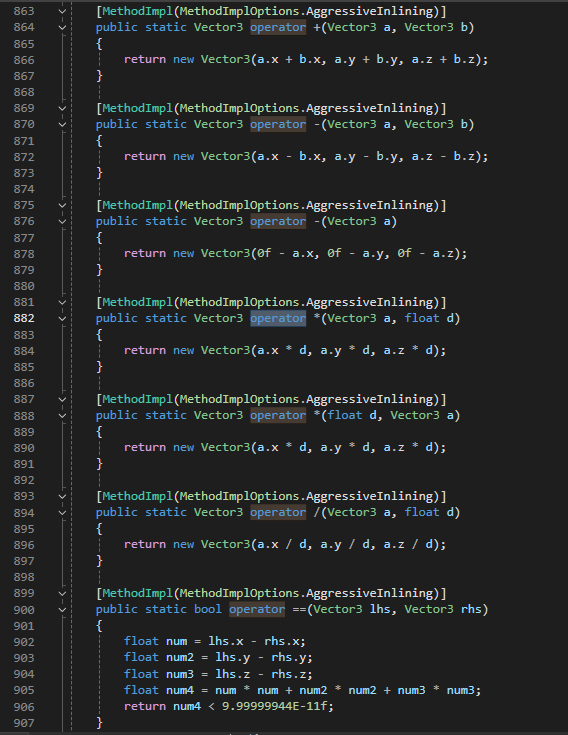 863 [MethodImpl(MethodImplOptions.AggressiveInlining)]
864 public static Vector3 operator +(Vector3 a, Vector3 b)
865 {
866 return new Vector3(a.x + b.x, a.y + b.y, a.z + b.z);
867 }
868
869 [MethodImpl(MethodImplOptions.AggressiveInlining)]
870 public static Vector3 operator -(Vector3 a, Vector3 b)
871 {
872 return new Vector3(a.x - b.x, a.y - b.y, a.z - b.z);
873 }
874
875 [MethodImpl(MethodImplOptions.AggressiveInlining)]
876 public static Vector3 operator -(Vector3 a)
877 {
878 return new Vector3(0f - a.x, 0f - a.y, 0f - a.z);
879 }
880
881 [MethodImpl(MethodImplOptions.AggressiveInlining)]
882 public static Vector3 operator *(Vector3 a, float d)
883 {
884 return new Vector3(a.x * d, a.y * d, a.z * d);
885 }
886
887 [MethodImpl(MethodImplOptions.AggressiveInlining)]
888 public static Vector3 operator *(float d, Vector3 a)
889 {
890 return new Vector3(a.x * d, a.y * d, a.z * d);
891 }
892
893 [MethodImpl(MethodImplOptions.AggressiveInlining)]
894 public static Vector3 operator /(Vector3 a, float d)
895 {
896 return new Vector3(a.x / d, a.y / d, a.z / d);
897 }
898
899 [MethodImpl(MethodImplOptions.AggressiveInlining)]
900 public static bool operator ==(Vector3 lhs, Vector3 rhs)
901 {
902 float num = lhs.x - rhs.x;
903 float num2 = lhs.y - rhs.y;
904 float num3 = lhs.z - rhs.z;
905 float num4 = num * num + num2 * num2 + num3 * num3;
906 return num4 < 9.99999944E-11f;
907 }